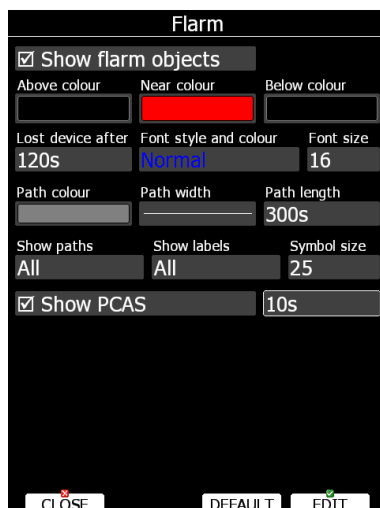 Flarm
Show flarm objects
Above colour Near colour Below colour
Lost device after Font style and colour Font size
120s Normal 16
Path colour Path width Path length
300s
Show paths Show labels Symbol size
All All 25
Show PCAS 10s
CLOSE DEFAULT EDIT